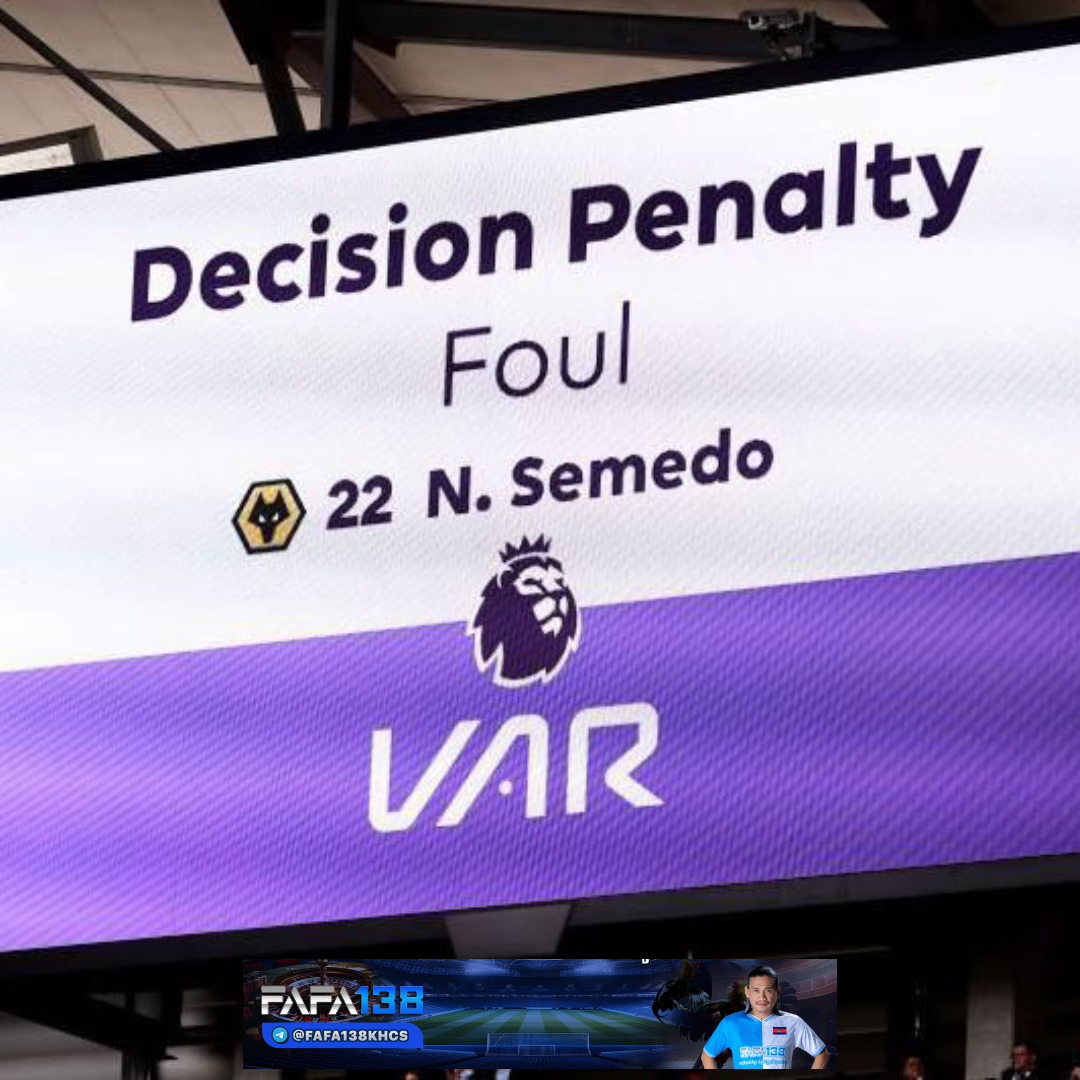 Decision Penalty
Foul
22 N. Semedo
VAR
FAFA138
@FAFA138KHCS